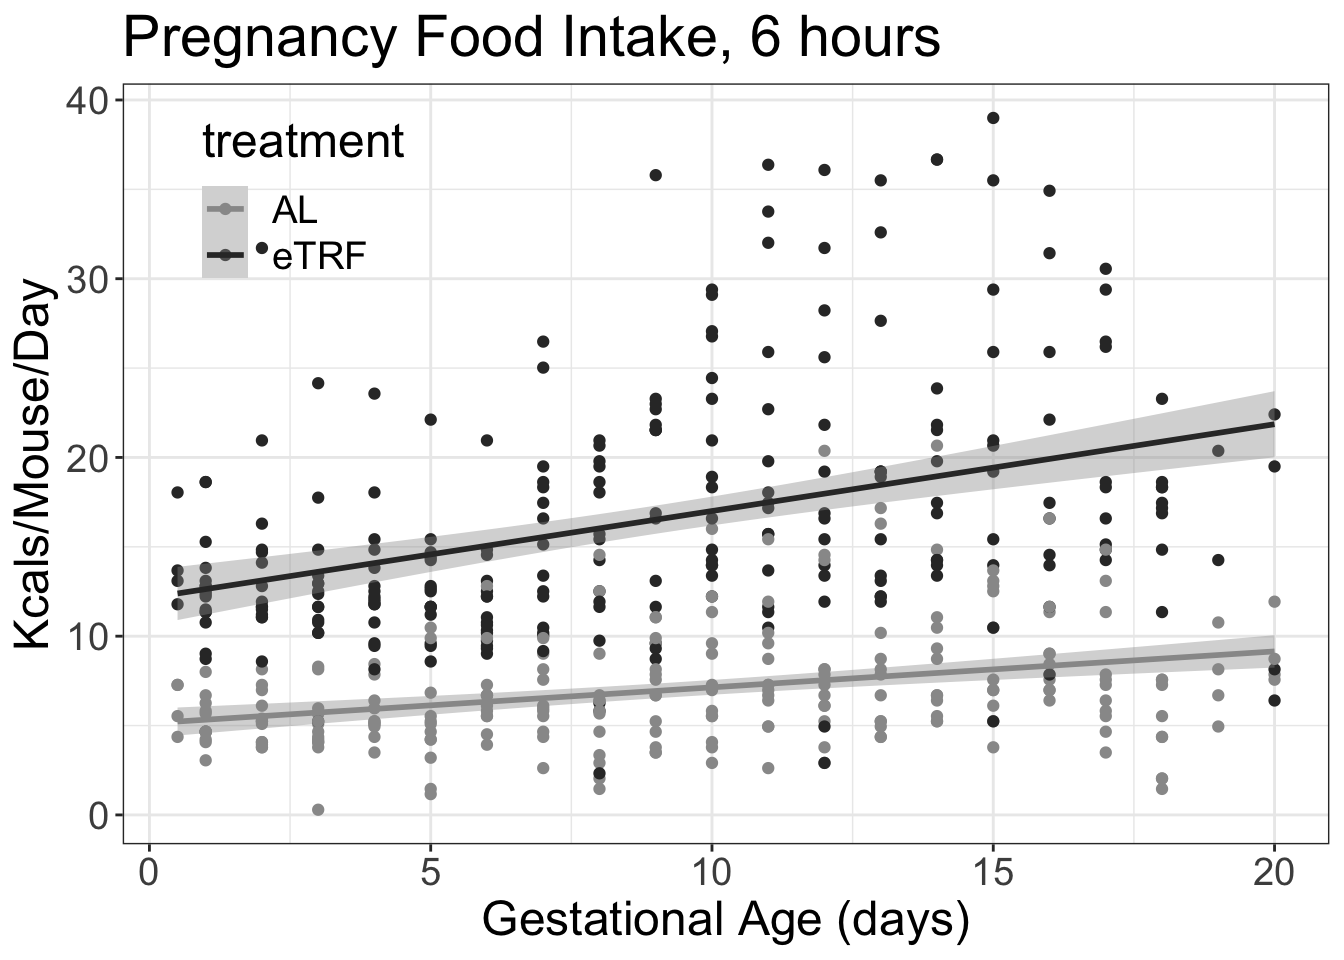 Pregnancy Food Intake, 6 hours
treatment
AL
eTRF
Kcals/Mouse/Day
40
30
20
10
0
0 5 10 15 20
Gestational Age (days)